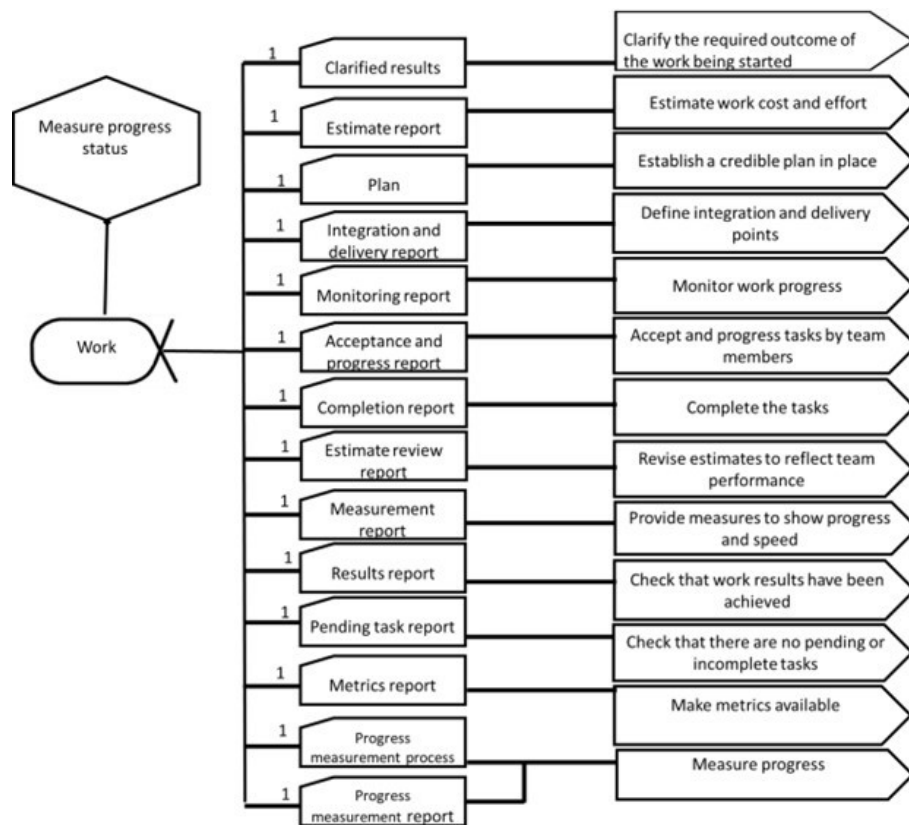 Measure progress
status
Work
1
Clarified results
Clarify the required outcome of
the work being started
1
Estimate report
Estimate work cost and effort
1
Plan
Establish a credible plan in place
1
Integration and
delivery report
Define integration and delivery
points
1
Monitoring report
Monitor work progress
1
Acceptance and
progress report
Accept and progress tasks by team
members
1
Completion report
Complete the tasks
1
Estimate review
report
Revise estimates to reflect team
performance
1
Measurement
report
Provide measures to show progress
and speed
1
Results report
Check that work results have been
achieved
1
Pending task report
Check that there are no pending or
incomplete tasks
1
Metrics report
Make metrics available
1
Progress
measurement process
Measure progress
1
Progress
measurement report